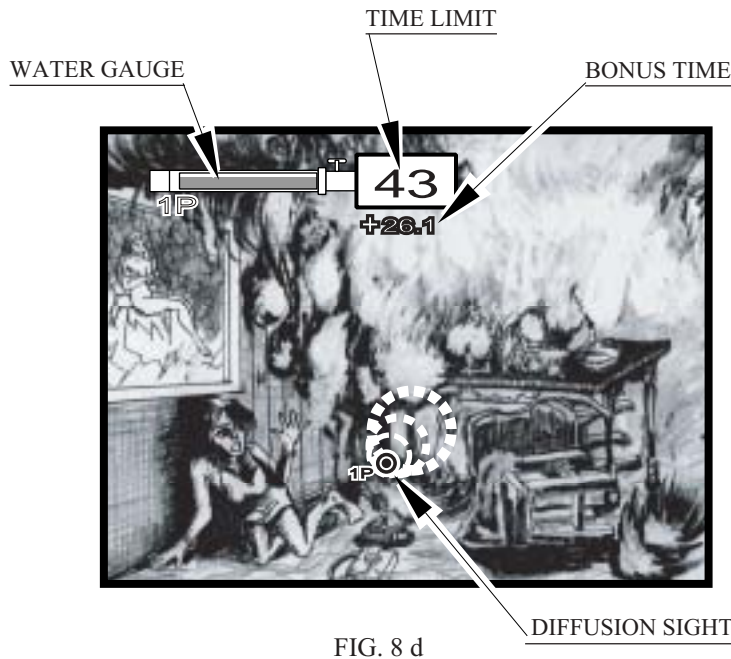 TIME LIMIT
WATER GAUGE
BONUS TIME
43
1P
+26.1
1P
DIFFUSION SIGHT
FIG. 8 d